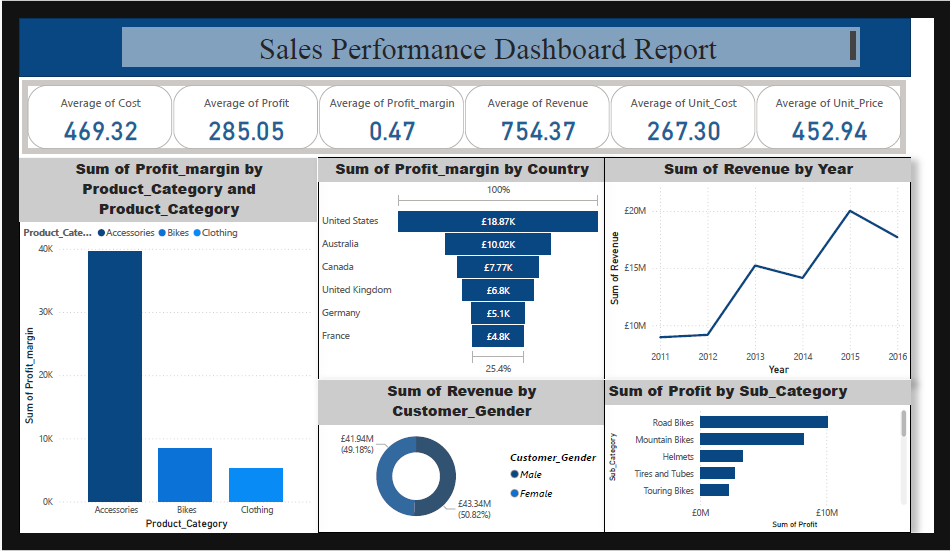 Sales Performance Dashboard Report
Average of Cost
469.32
Average of Profit
285.05
Average of Profit_margin
0.47
Average of Revenue
754.37
Average of Unit_Cost
267.30
Average of Unit_Price
452.94
Sum of Profit_margin by
Product_Category and
Product_Category
Product_Cate...
Accessories
Bikes
Clothing
Sum of Profit_margin
40K
30K
20K
10K
0K
Accessories
Bikes
Clothing
Product_Category
Sum of Profit_margin by Country
100%
United States £18.87K
Australia £10.02K
Canada £7.77K
United Kingdom £6.8K
Germany £5.1K
France £4.8K
25.4%
Sum of Revenue by Year
Sum of Revenue
£20M
£15M
£10M
2011
2012
2013
2014
2015
2016
Year
Sum of Revenue by
Customer_Gender
£41.94M
(49.18%)
£43.34M
(50.82%)
Customer_Gender
Male
Female
Sum of Profit by Sub_Category
Sub_Category
Road Bikes
Mountain Bikes
Helmets
Tires and Tubes
Touring Bikes
£0M
£10M
Sum of Profit